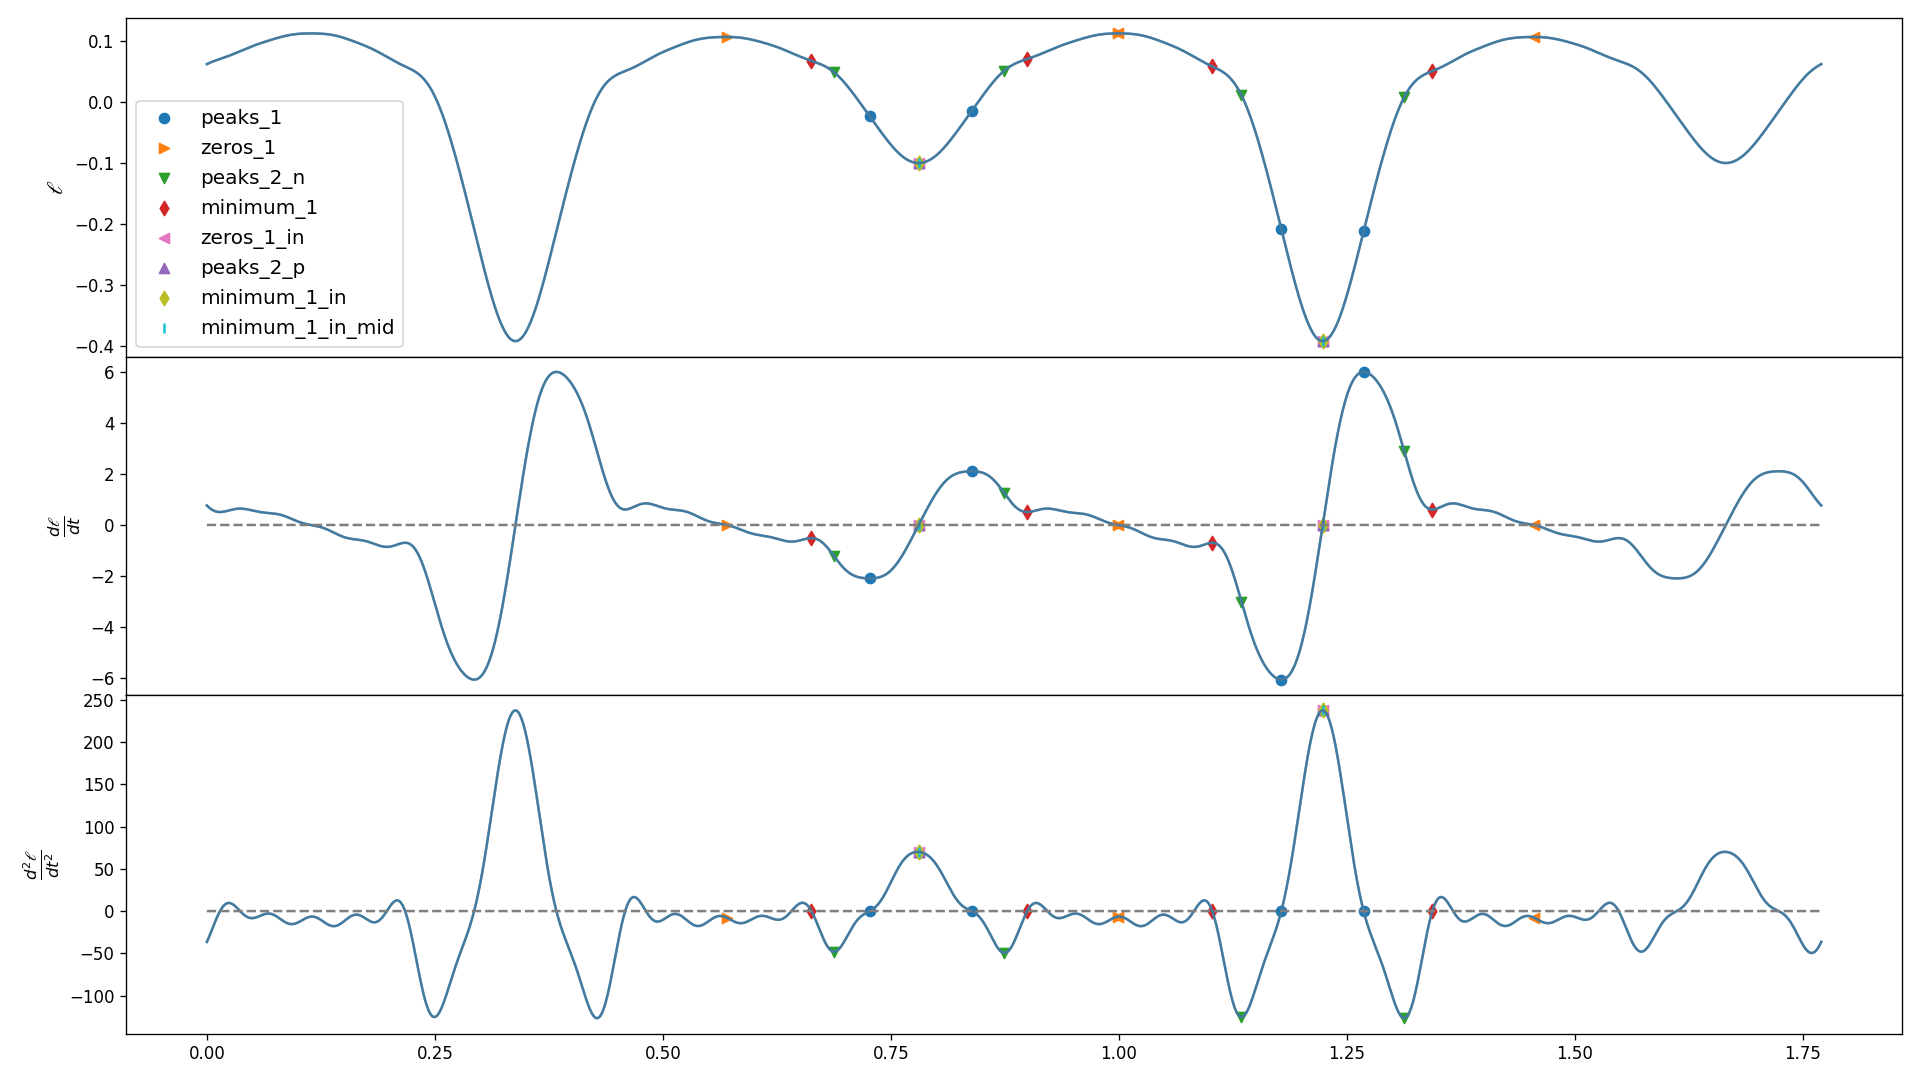 0.1
0.0
−0.1
−0.2
−0.3
−0.4
ℓ
peaks_1
zeros_1
peaks_2_n
minimum_1
zeros_1_in
peaks_2_p
minimum_1_in
minimum_1_in_mid
6
4
2
0
−2
−4
−6
dℓ
dt
250
200
150
100
50
0
−50
−100
d²ℓ
dt²
0.00 0.25 0.50 0.75 1.00 1.25 1.50 1.75